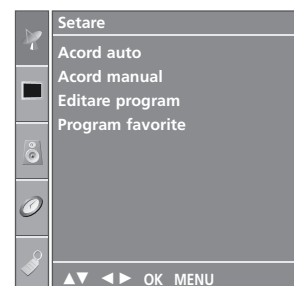 Setare
Acord auto
Acord manual
Editare program
Program favorite
▲▼ ◄► OK MENU